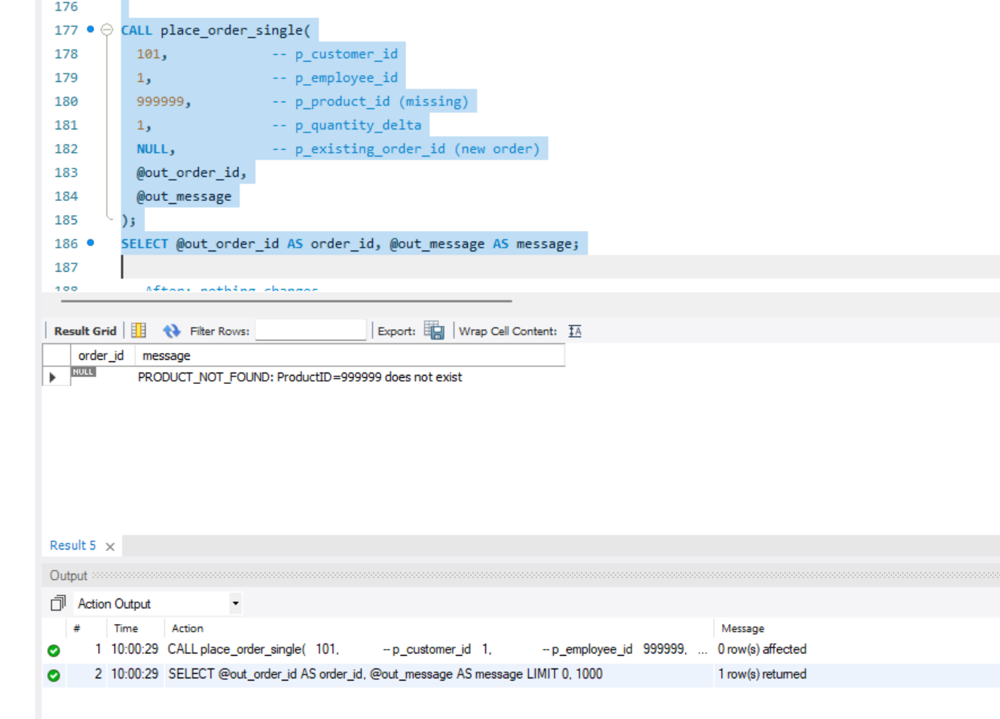 176
177 CALL place_order_single(
178 101, -- p_customer_id
179 1, -- p_employee_id
180 999999, -- p_product_id (missing)
181 1, -- p_quantity_delta
182 NULL, -- p_existing_order_id (new order)
183 @out_order_id,
184 @out_message
185 );
186 SELECT @out_order_id AS order_id, @out_message AS message;
187
188 After: nothing changes
Result Grid Filter Rows: Export: Wrap Cell Content: IA
order_id message
NULL PRODUCT_NOT_FOUND: ProductID=999999 does not exist
Result 5 ×
Output
Action Output
# Time Action Message
1 10:00:29 CALL place_order_single( 101, -- p_customer_id 1, -- p_employee_id 999999, ... 0 row(s) affected
2 10:00:29 SELECT @out_order_id AS order_id, @out_message AS message LIMIT 0, 1000 1 row(s) returned